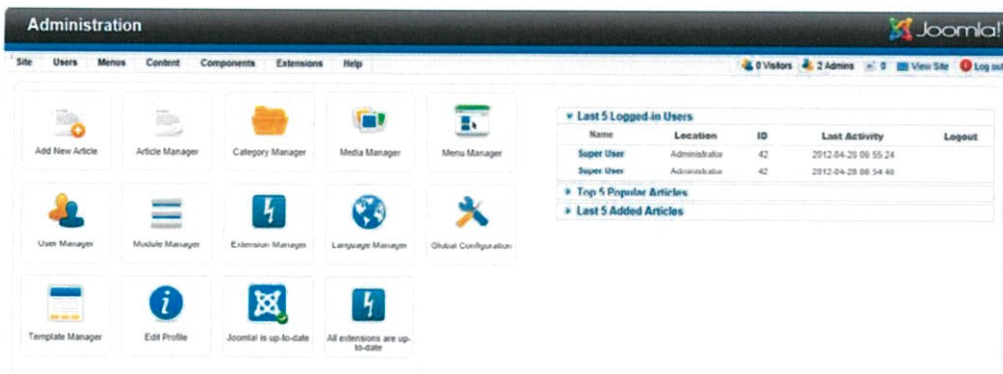 Administration
Joomla!
Site Users Menus Content Components Extensions Help
0 Visitors 2 Admins 0 View Site Log out
Add New Article
Article Manager
Category Manager
Media Manager
Menu Manager
User Manager
Module Manager
Extension Manager
Language Manager
Global Configuration
Template Manager
Edit Profile
Joomla! is up-to-date
All extensions are up-
to-date
Last 5 Logged-in Users
Name Location ID Last Activity Logout
Super User Administrator 42 2012-04-28 06:55:24
Super User Administrator 42 2012-04-28 06:54:46
Top 5 Popular Articles
Last 5 Added Articles